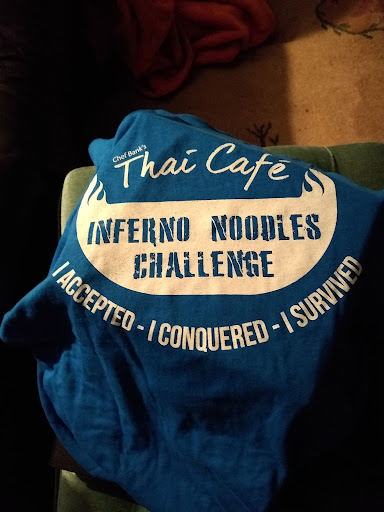 Chef Bank's
Thai Café
INFERNO NOODLES
CHALLENGE
I ACCEPTED - I CONQUERED - I SURVIVED